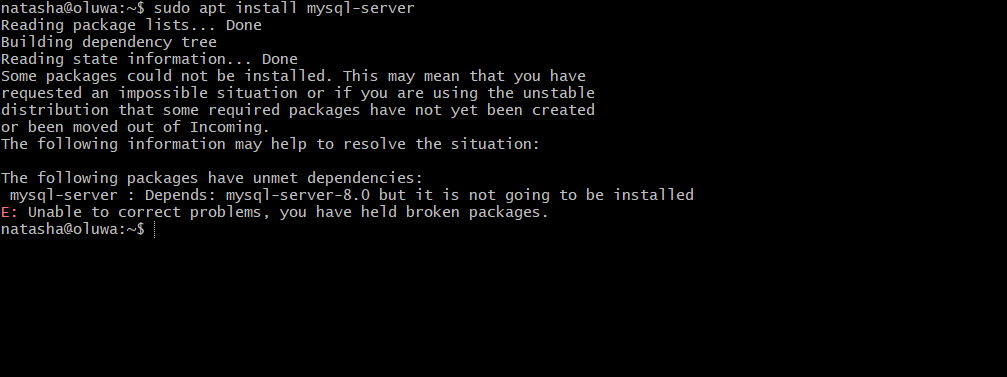 natasha@oluwa:~$ sudo apt install mysql-server
Reading package lists... Done
Building dependency tree
Reading state information... Done
Some packages could not be installed. This may mean that you have
requested an impossible situation or if you are using the unstable
distribution that some required packages have not yet been created
or been moved out of Incoming.
The following information may help to resolve the situation:

The following packages have unmet dependencies:
 mysql-server : Depends: mysql-server-8.0 but it is not going to be installed
E: Unable to correct problems, you have held broken packages.
natasha@oluwa:~$